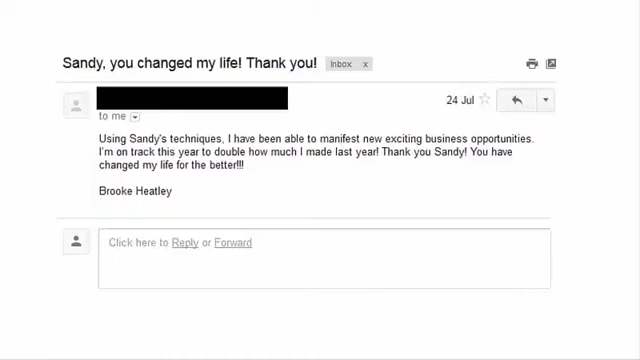 Sandy, you changed my life! Thank you! Inbox x
24 Jul
to me
Using Sandy's techniques, I have been able to manifest new exciting business opportunities.
I'm on track this year to double how much I made last year! Thank you Sandy! You have
changed my life for the better!!!
Brooke Heatley
Click here to Reply or Forward